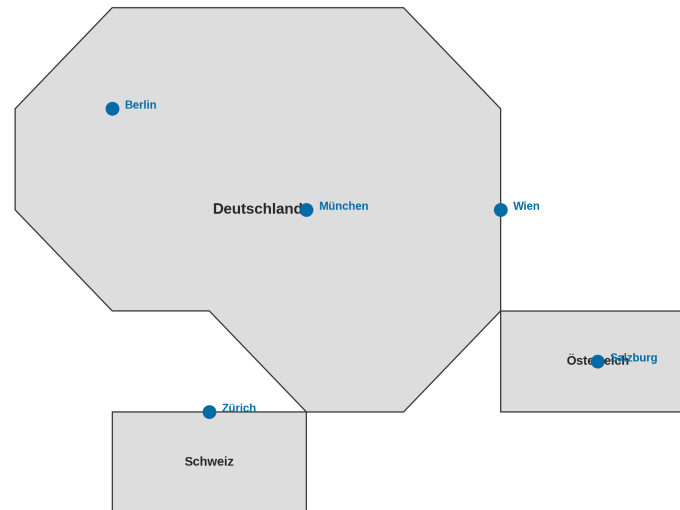 Berlin
Deutschland
München
Wien
Österreich
Salzburg
Zürich
Schweiz